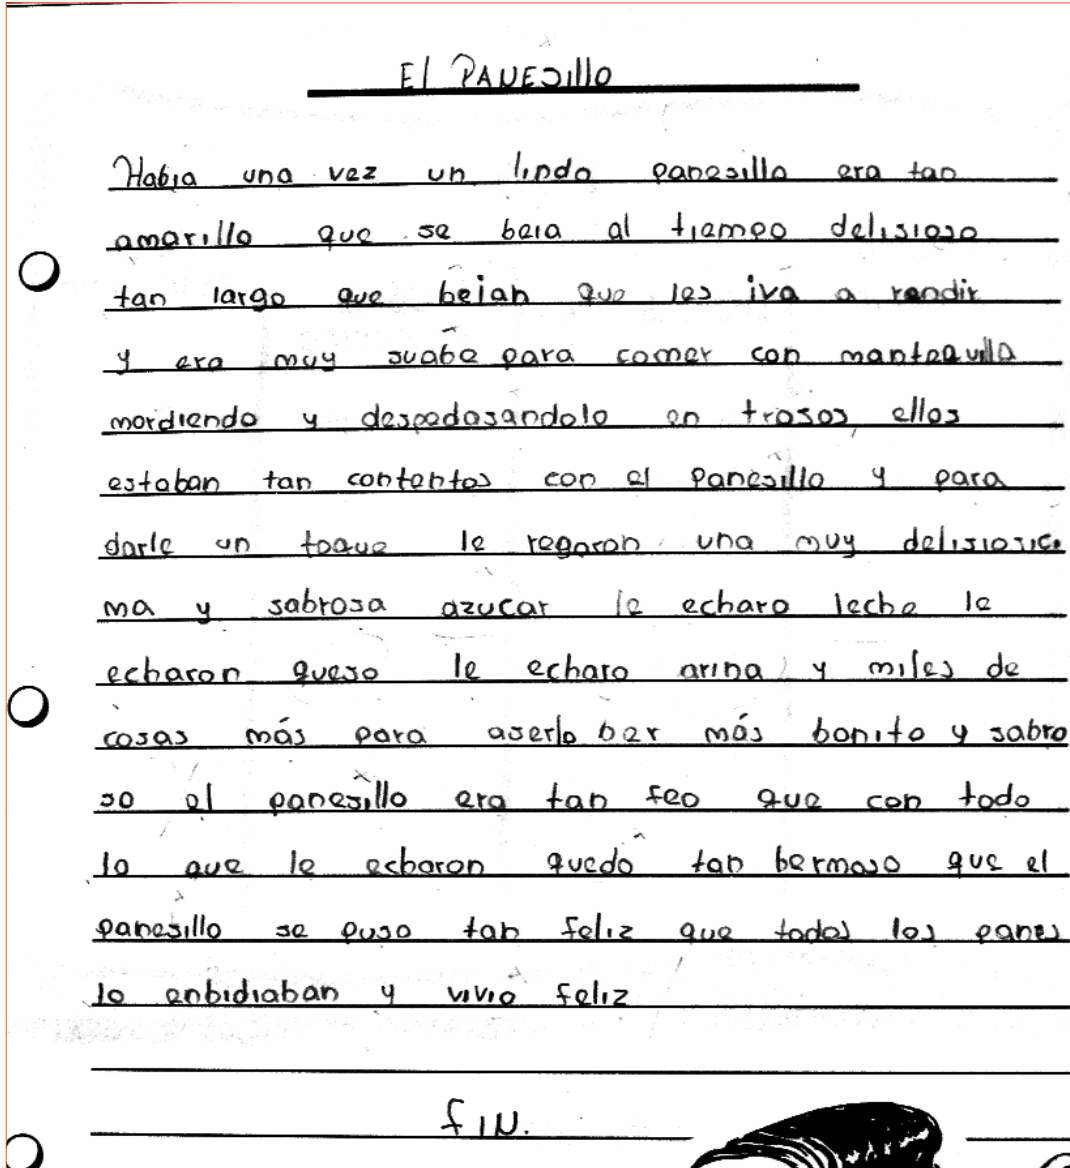 El PANESillo
Habia una vez un lindo panesillo era tan
amarillo que se beia al tiempo delisioso
tan largo que beian que les iva a rendir
y era muy suabe para comer con mantequilla
mordiendo y despedasandolo en trosos, ellos
estaban tan contentos con el panesillo y para
darle un toque le regaron una muy delisiosici
ma y sabrosa azucar le echaro leche le
echaron queso le echaro arina y miles de
cosas más para aserlo ber más bonito y sabro
so el panesillo era tan feo que con todo
lo que le echaron quedo tan hermoso que el
panesillo se puso tan feliz que todos los panes
lo enbidiaban y vivio feliz
fIN.